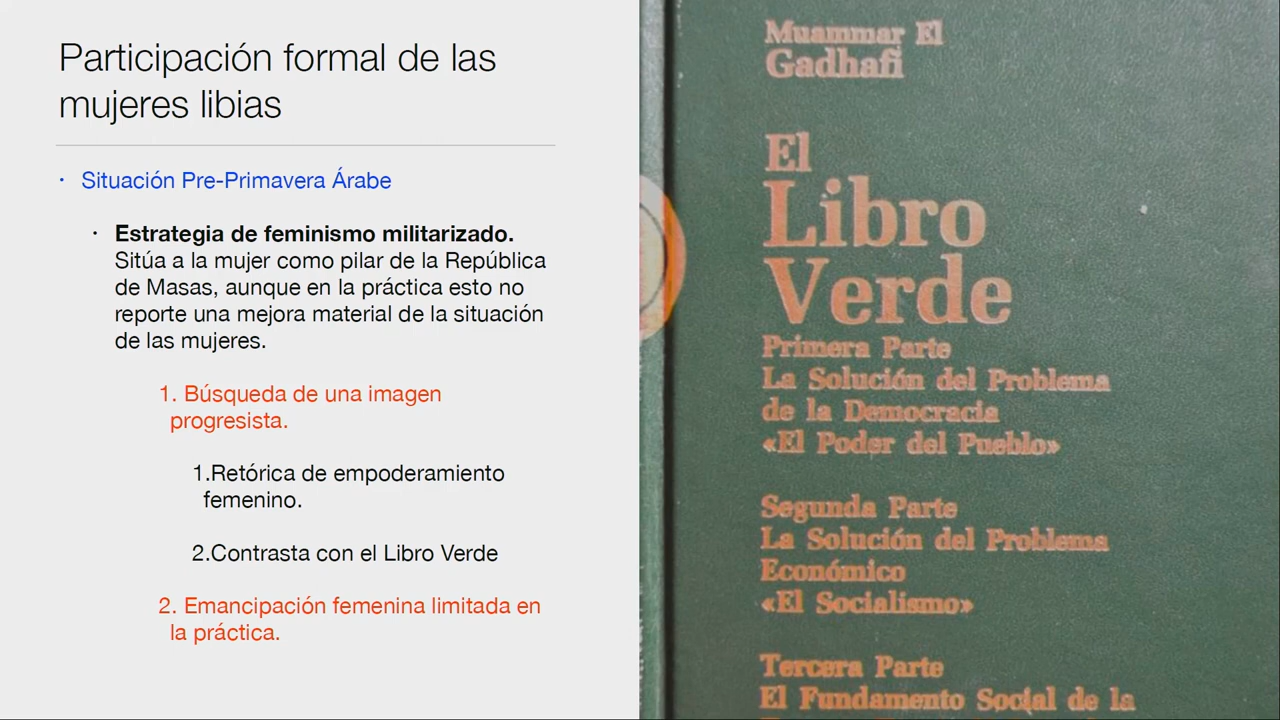 Participación formal de las
mujeres libias
· Situación Pre-Primavera Árabe
· Estrategia de feminismo militarizado.
Sitúa a la mujer como pilar de la República
de Masas, aunque en la práctica esto no
reporte una mejora material de la situación
de las mujeres.
1. Búsqueda de una imagen
progresista.
1.Retórica de empoderamiento
femenino.
2.Contrasta con el Libro Verde
2. Emancipación femenina limitada en
la práctica.
Muammar El
Gadhafi
El
Libro
Verde
Primera Parte
La Solución del Problema
de la Democracia
«El Poder del Pueblo»
Segunda Parte
La Solución del Problema
Económico
«El Socialismo»
Tercera Parte
El Fundamento Social de la